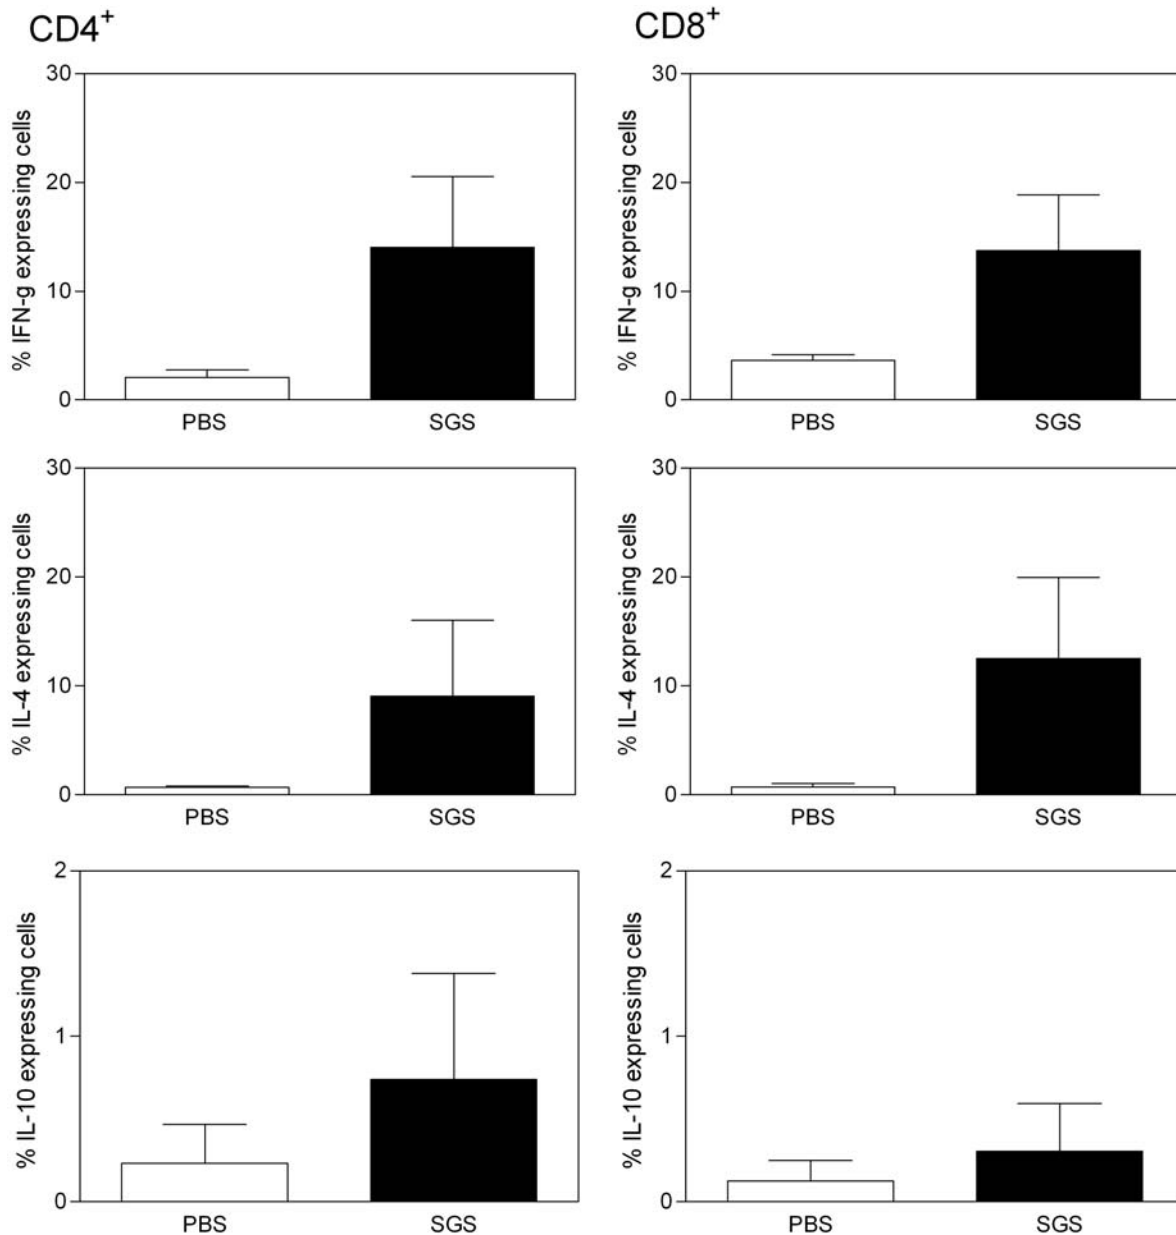 CD4+
CD8+
% IFN-g expressing cells
30
20
10
0
PBS SGS
% IFN-g expressing cells
30
20
10
0
PBS SGS
% IL-4 expressing cells
30
20
10
0
PBS SGS
% IL-4 expressing cells
30
20
10
0
PBS SGS
% IL-10 expressing cells
2
1
0
PBS SGS
% IL-10 expressing cells
2
1
0
PBS SGS